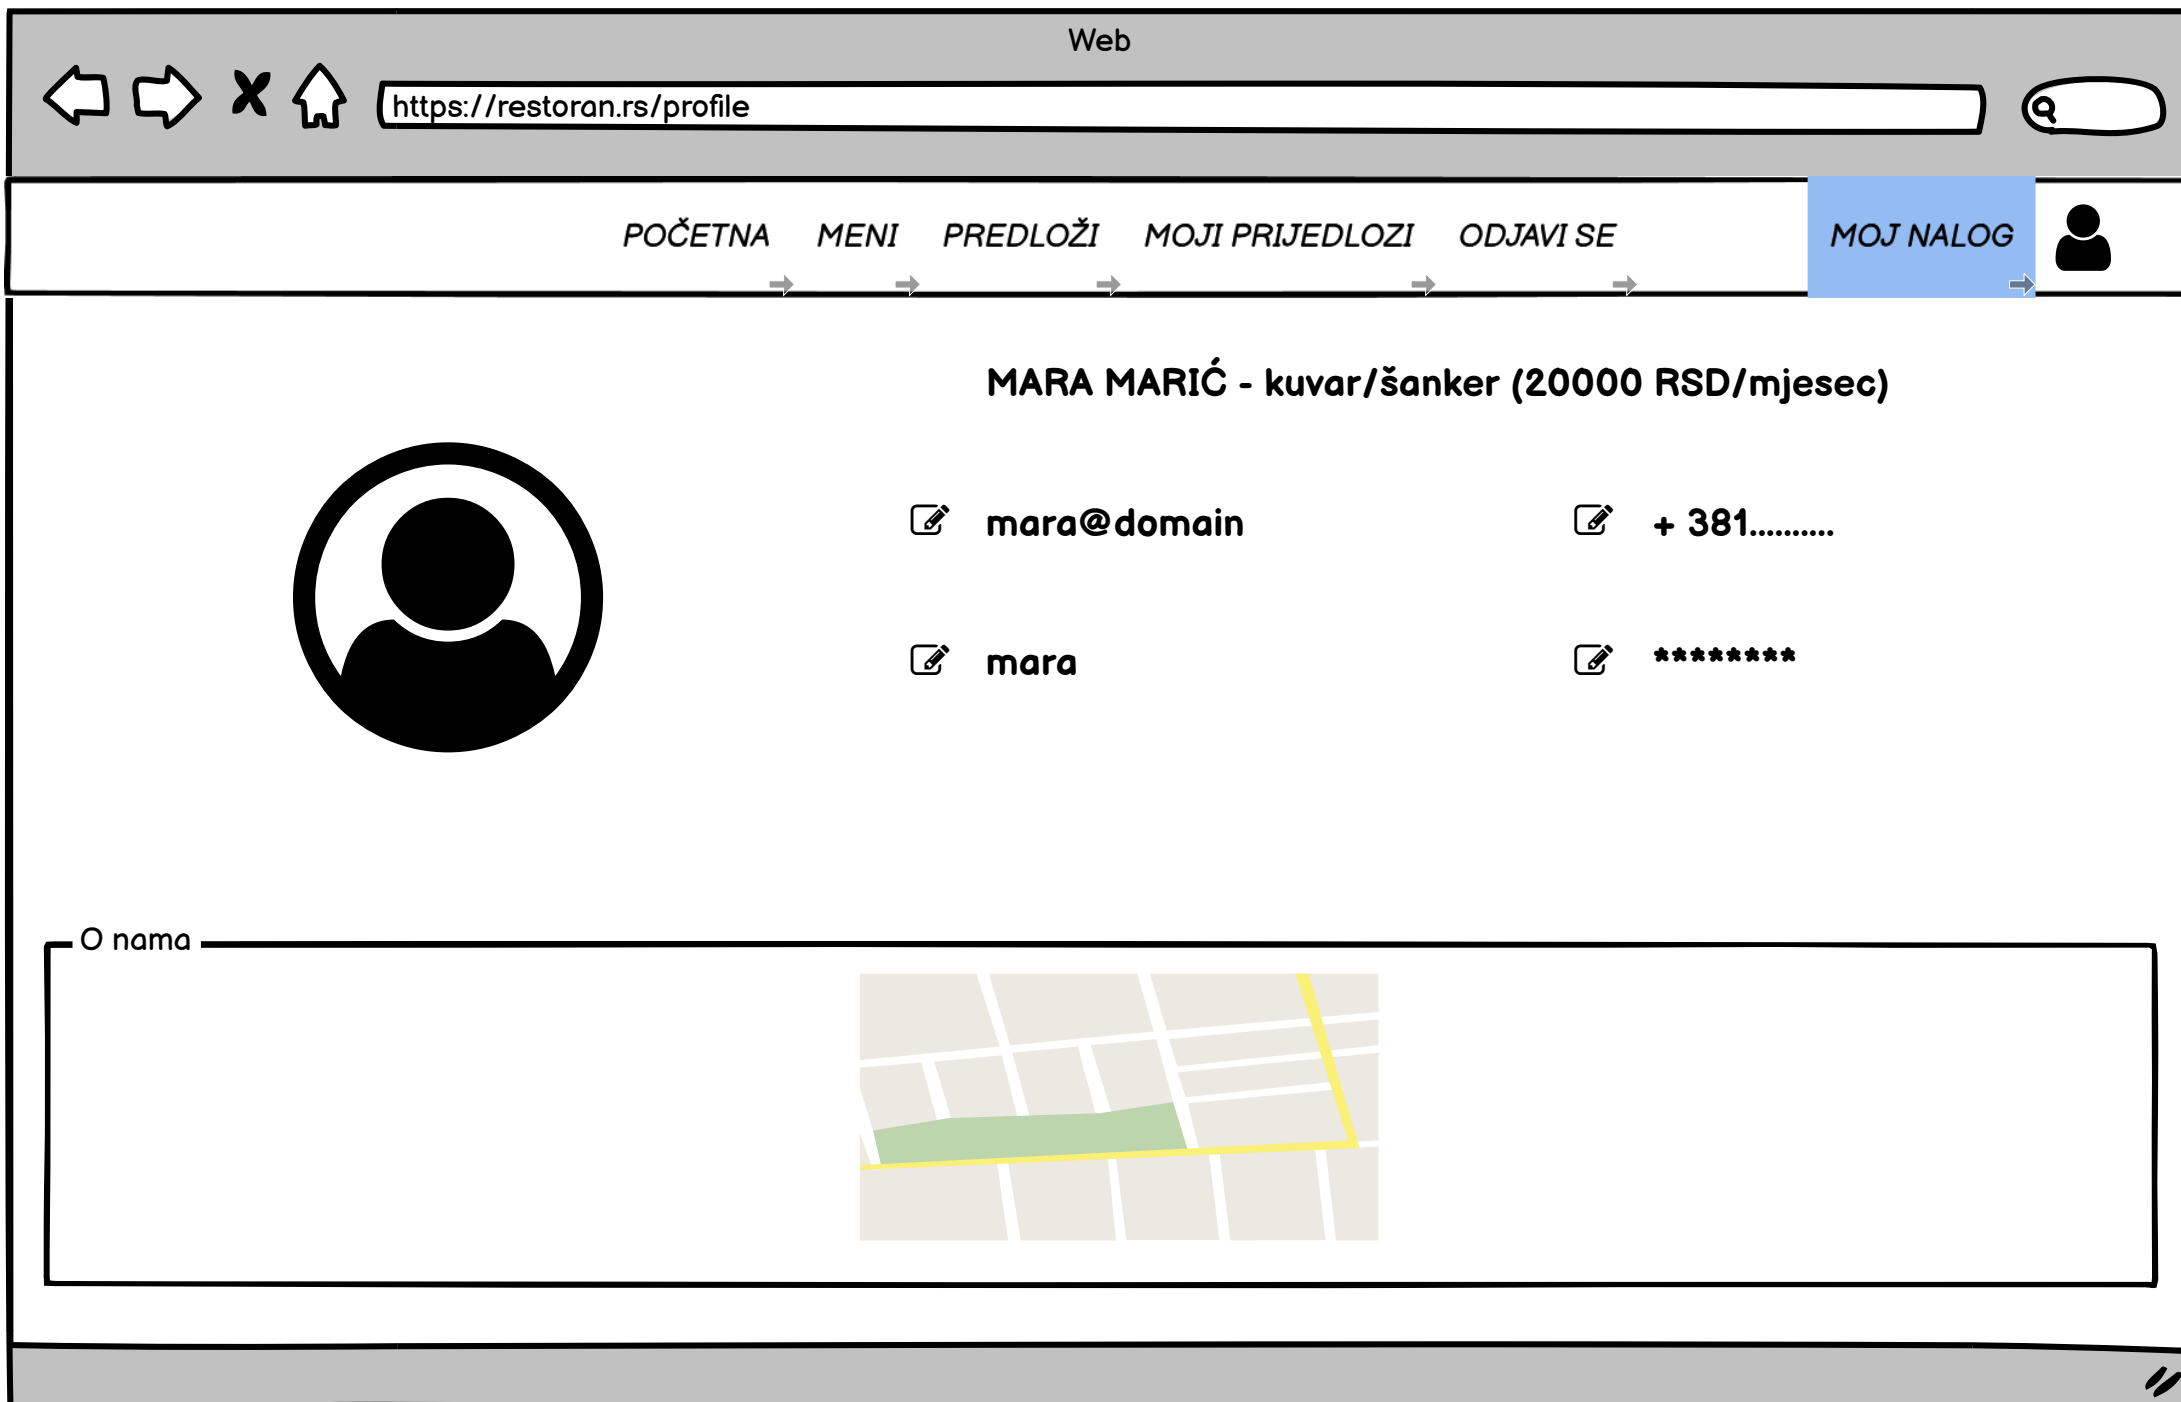 Web
https://restoran.rs/profile
POČETNA MENI PREDLOŽI MOJI PRIJEDLOZI ODJAVI SE MOJ NALOG
MARA MARIĆ - kuvar/šanker (20000 RSD/mjesec)
mara@domain + 381..........
mara ********
O nama